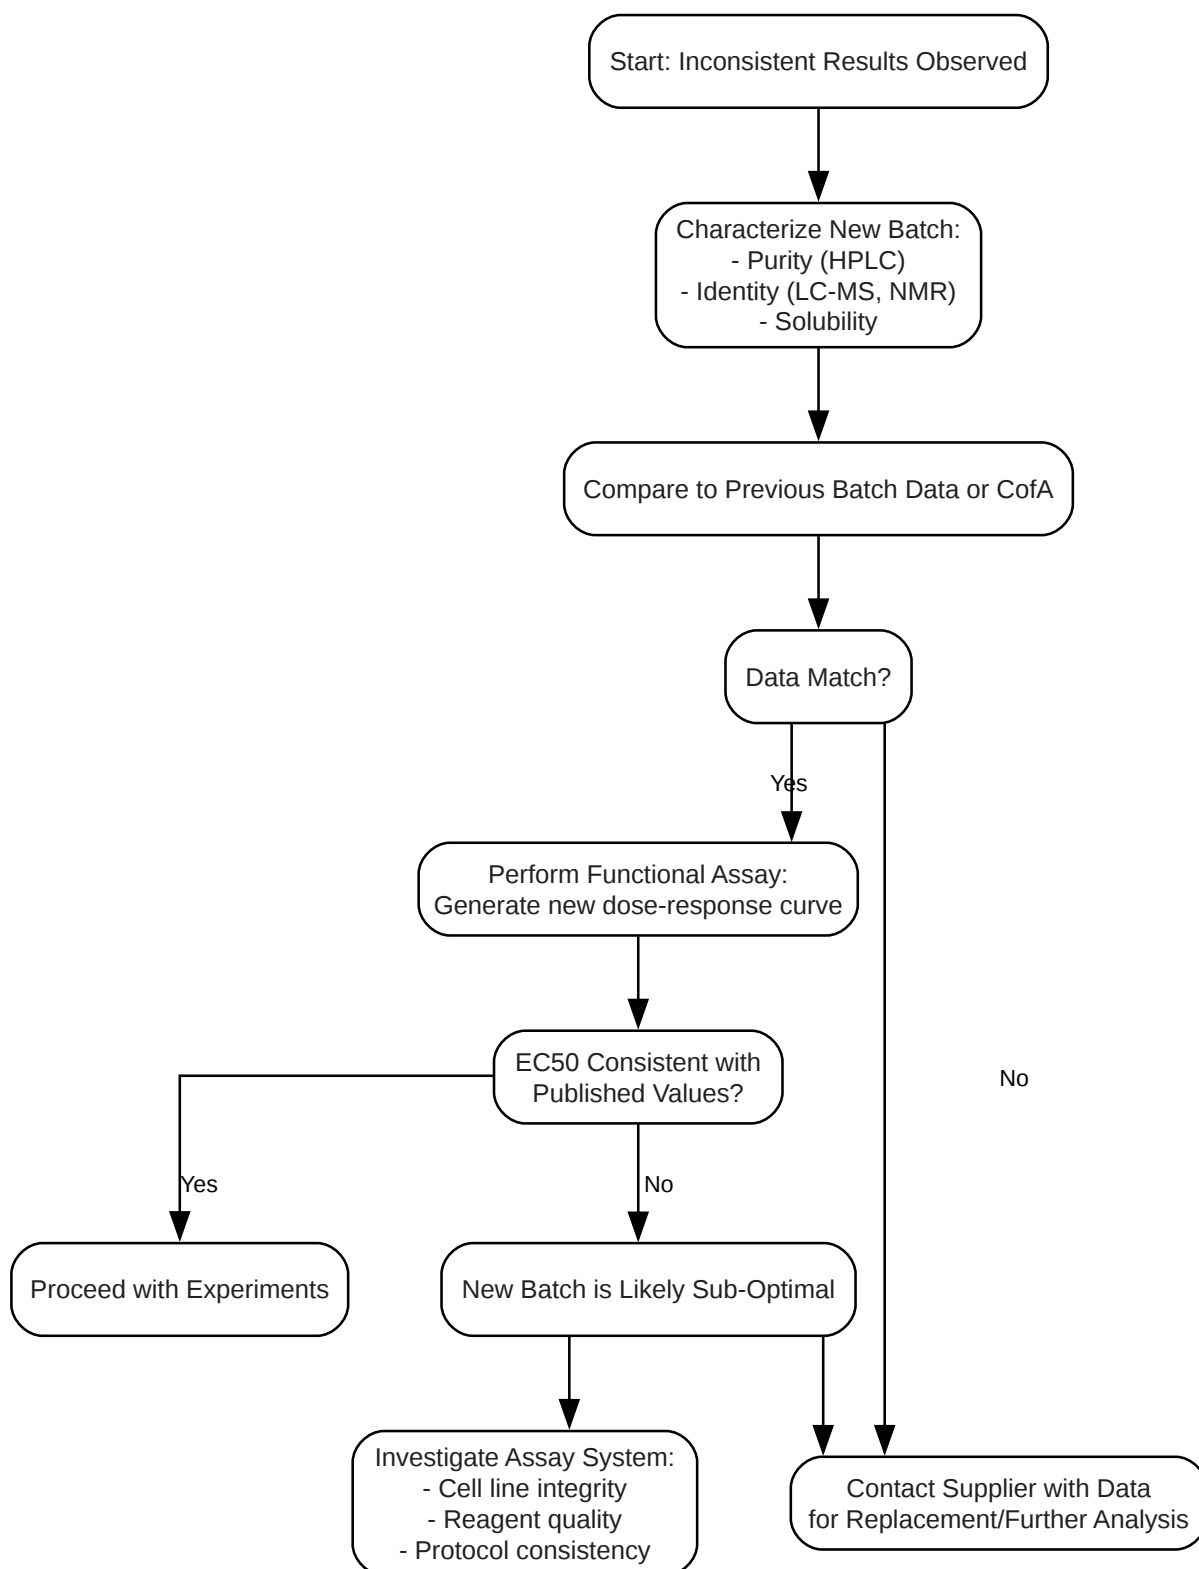 Start: Inconsistent Results Observed
Characterize New Batch:
- Purity (HPLC)
- Identity (LC-MS, NMR)
- Solubility
Compare to Previous Batch Data or CofA
Data Match?
Yes
Perform Functional Assay:
Generate new dose-response curve
EC50 Consistent with
Published Values?
No
Yes
No
Proceed with Experiments
New Batch is Likely Sub-Optimal
Investigate Assay System:
- Cell line integrity
- Reagent quality
- Protocol consistency
Contact Supplier with Data
for Replacement/Further Analysis